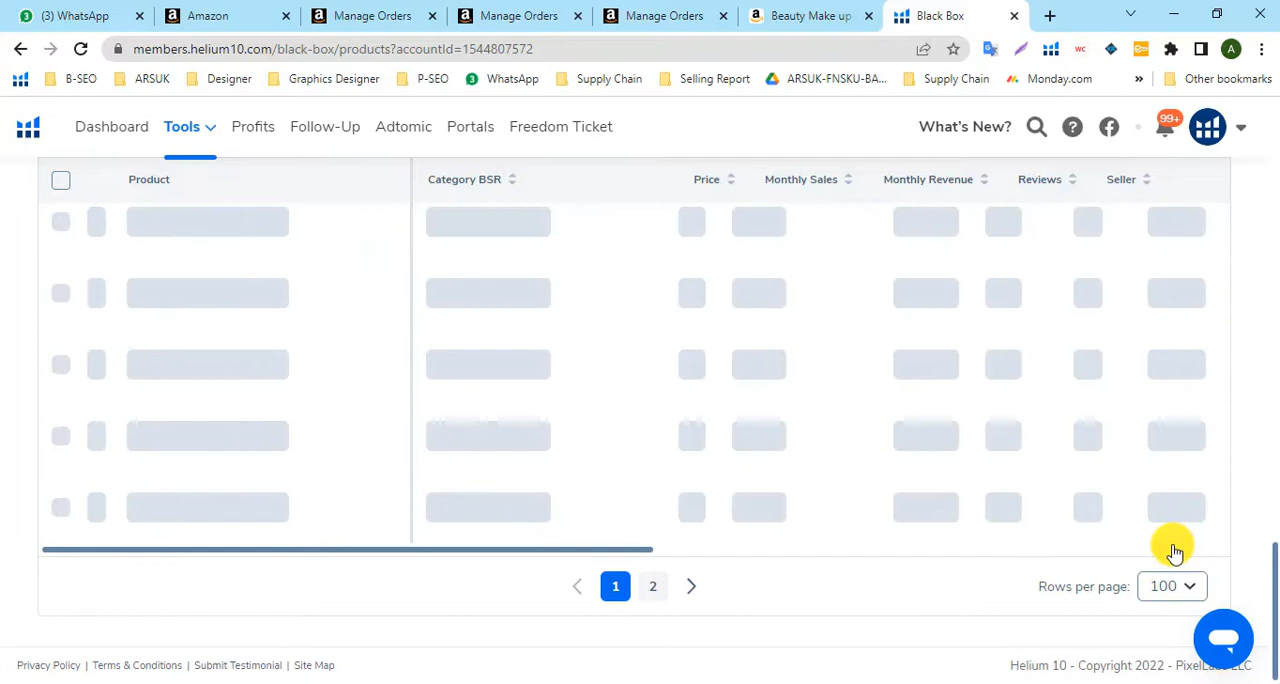 (3) WhatsApp
Amazon
Manage Orders
Manage Orders
Manage Orders
Beauty Make up
Black Box
members.helium10.com/black-box/products?accountId=1544807572
A
B-SEO
ARSUK
Designer
Graphics Designer
P-SEO
WhatsApp
Supply Chain
Selling Report
ARSUK-FNSKU-BA...
Supply Chain
Monday.com
»
Other bookmarks
Dashboard
Tools
Profits
Follow-Up
Adtomic
Portals
Freedom Ticket
What's New?
99+
Product
Category BSR
Price
Monthly Sales
Monthly Revenue
Reviews
Seller
1
2
Rows per page:
100
Privacy Policy | Terms & Conditions | Submit Testimonial | Site Map
Helium 10 - Copyright 2022 -